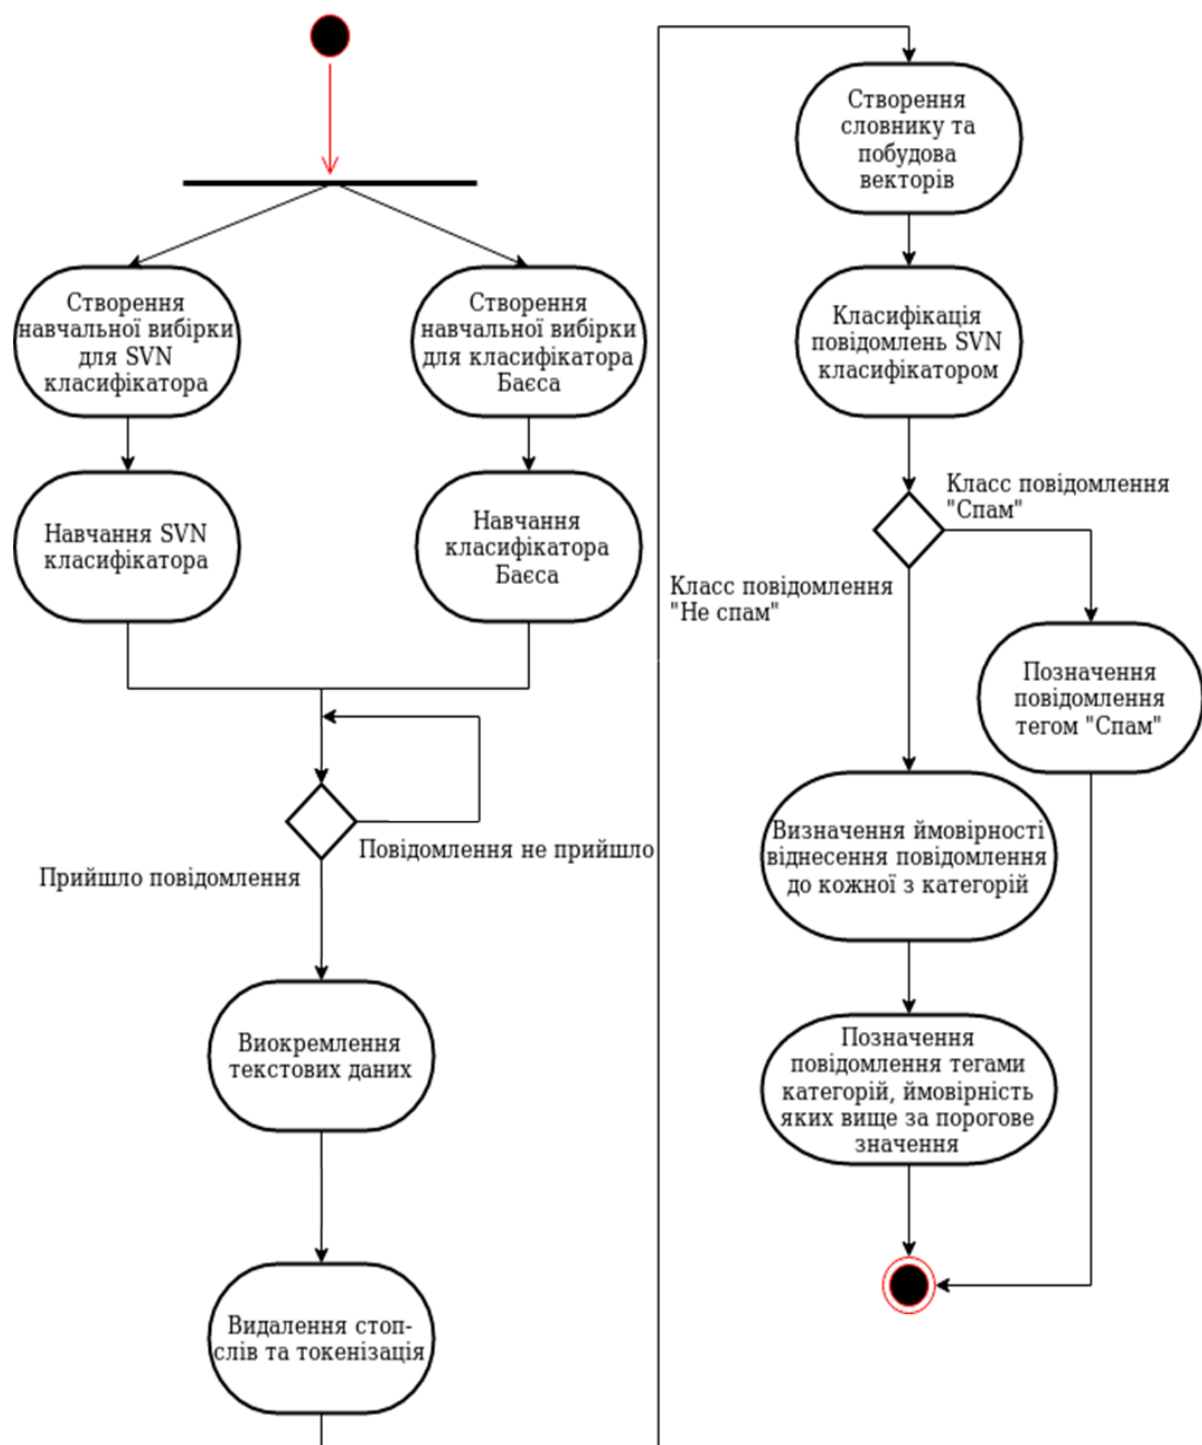 Створення
навчальної вибірки
для SVN
класифікатора
Створення
навчальної вибірки
для класифікатора
Баєса
Навчання SVN
класифікатора
Навчання
класифікатора
Баєса
Повідомлення не прийшло
Прийшло повідомлення
Виокремлення
текстових даних
Видалення стоп-
слів та токенізація
Створення
словнику та
побудова
векторів
Класифікація
повідомлень SVN
класифікатором
Класс повідомлення
"Спам"
Класс повідомлення
"Не спам"
Позначення
повідомлення
тегом "Спам"
Визначення ймовірності
віднесення повідомлення
до кожної з категорій
Позначення
повідомлення тегами
категорій, ймовірність
яких вище за порогове
значення